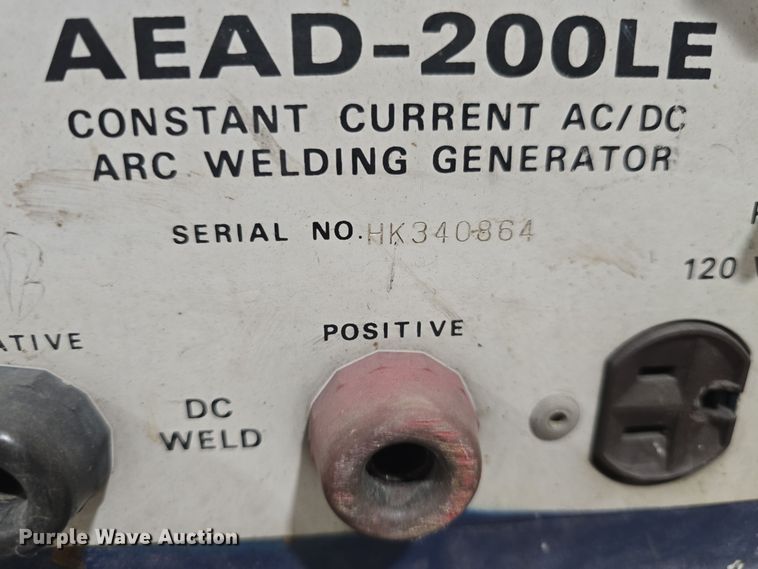 AEAD-200LE
CONSTANT CURRENT AC/DC
ARC WELDING GENERATOR
SERIAL NO. HK340864
120
POSITIVE
DC
WELD
Purple Wave Auction